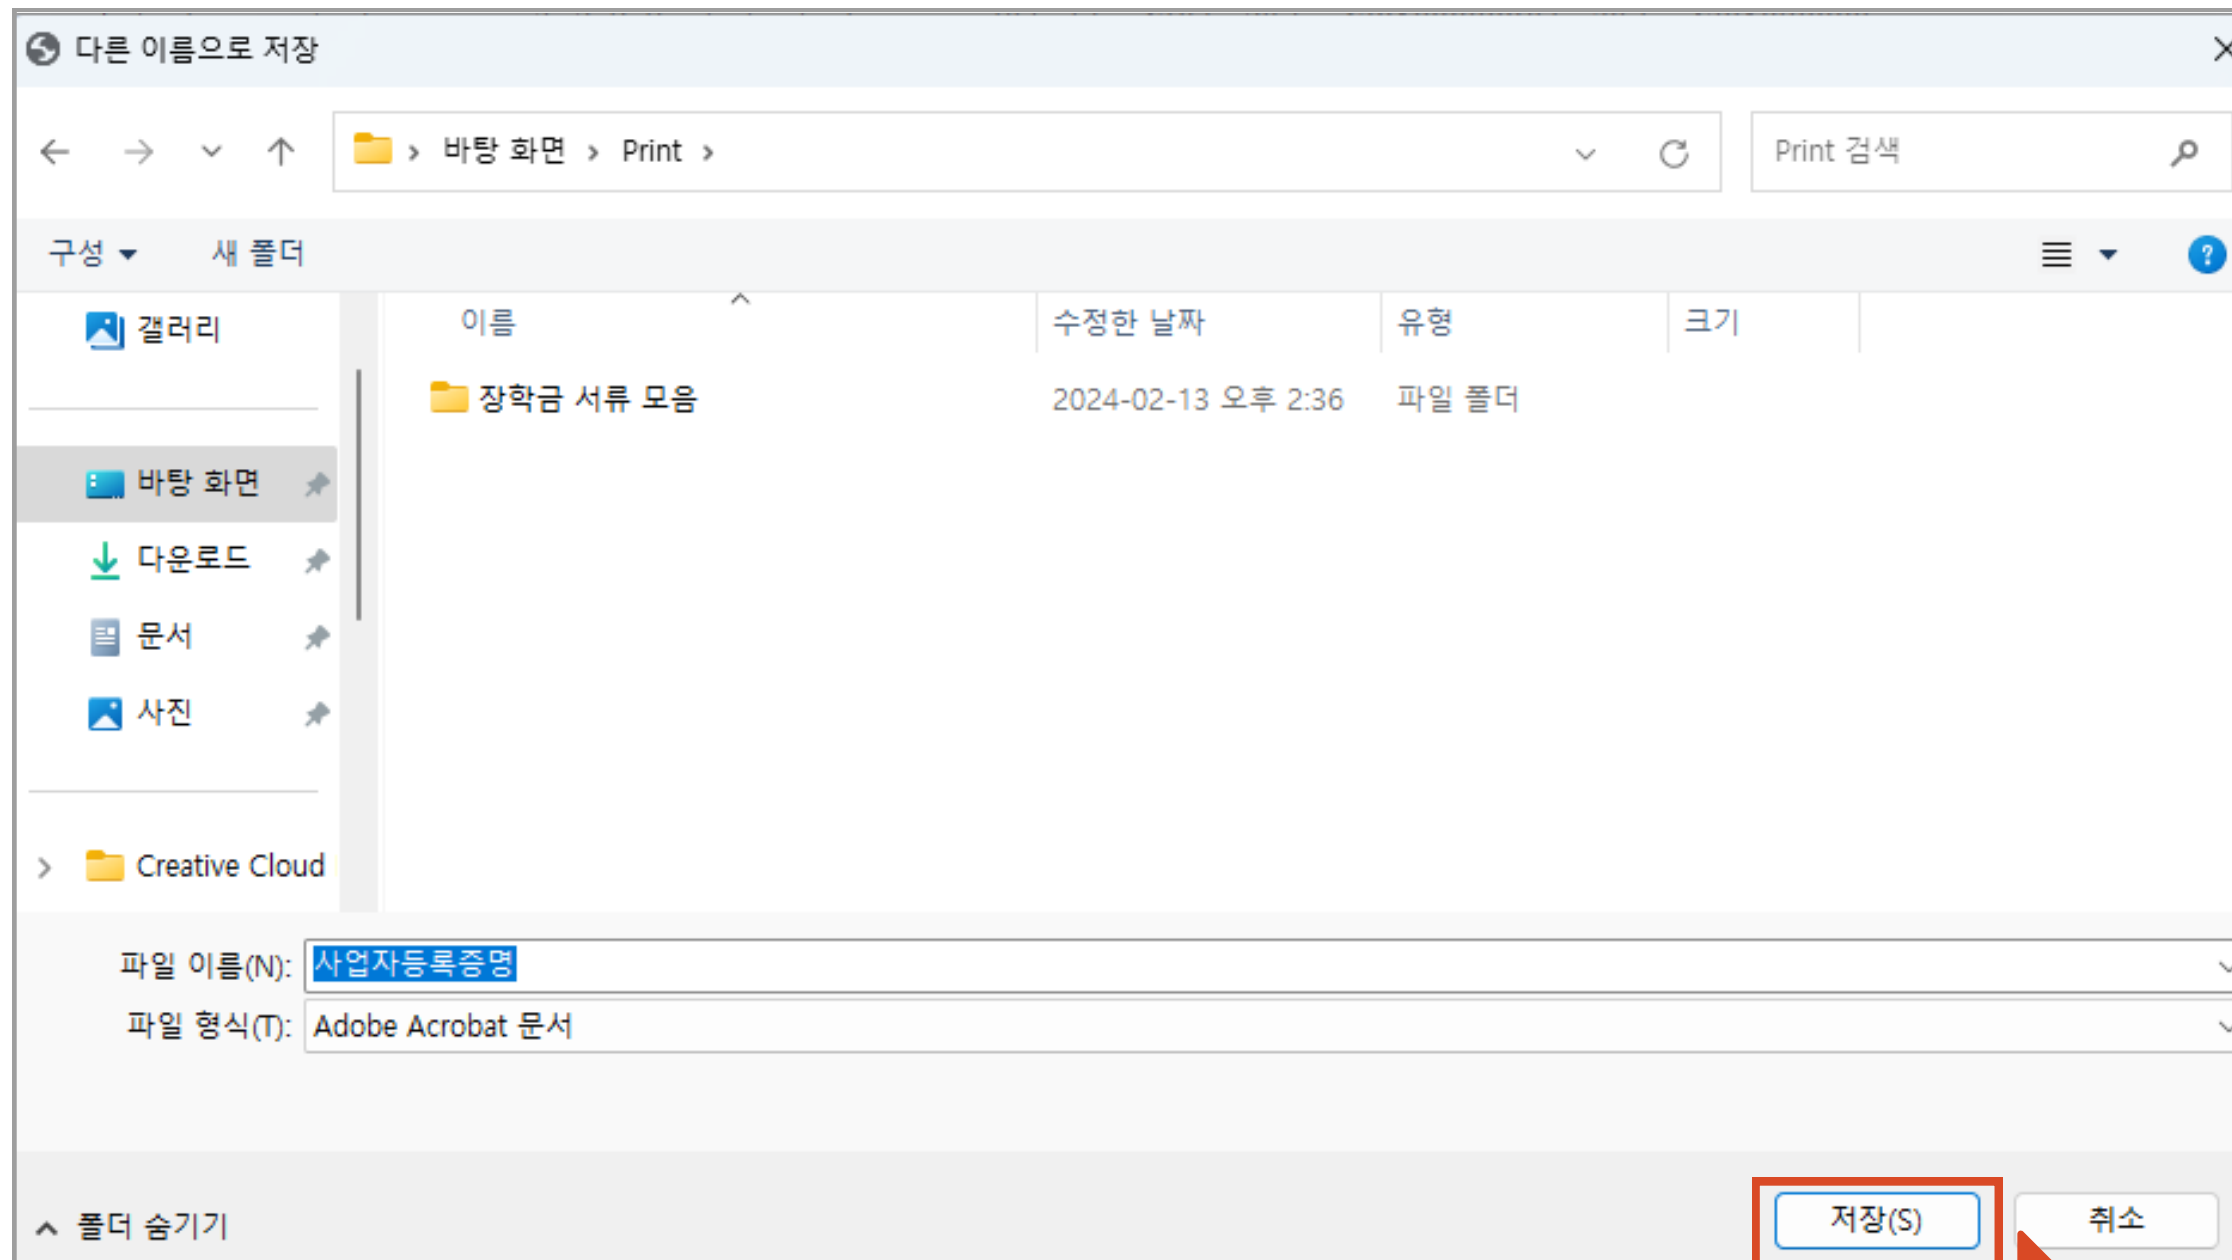 다른 이름으로 저장
바탕 화면 Print Print 검색
구성 새 폴더
갤러리 이름 수정한 날짜 유형 크기
장학금 서류 모음 2024-02-13 오후 2:36 파일 폴더
바탕 화면
다운로드
문서
사진
Creative Cloud
파일 이름(N): 사업자등록증명
파일 형식(T): Adobe Acrobat 문서
폴더 숨기기 저장(S) 취소